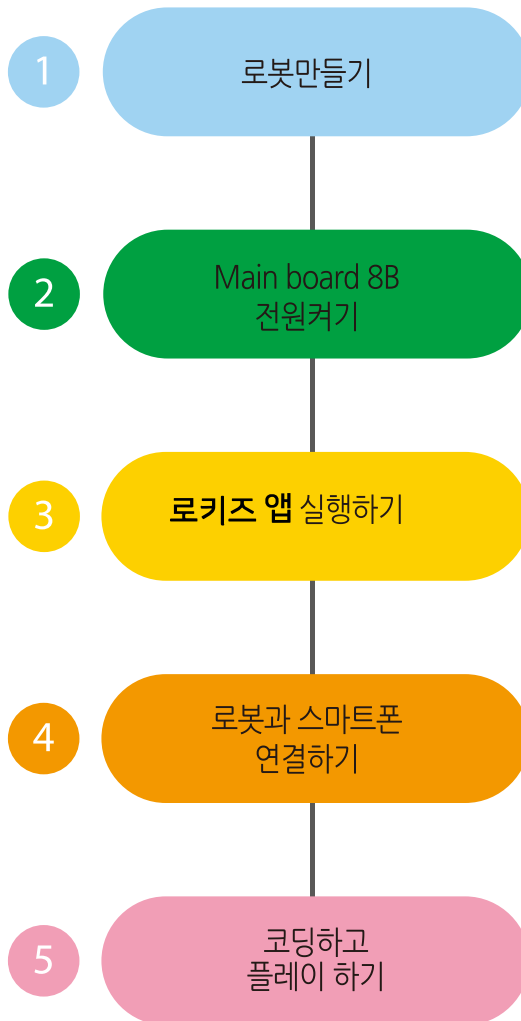 1
로봇만들기
2
Main board 8B
전원켜기
3
로키즈 앱 실행하기
4
로봇과 스마트폰
연결하기
5
코딩하고
플레이 하기